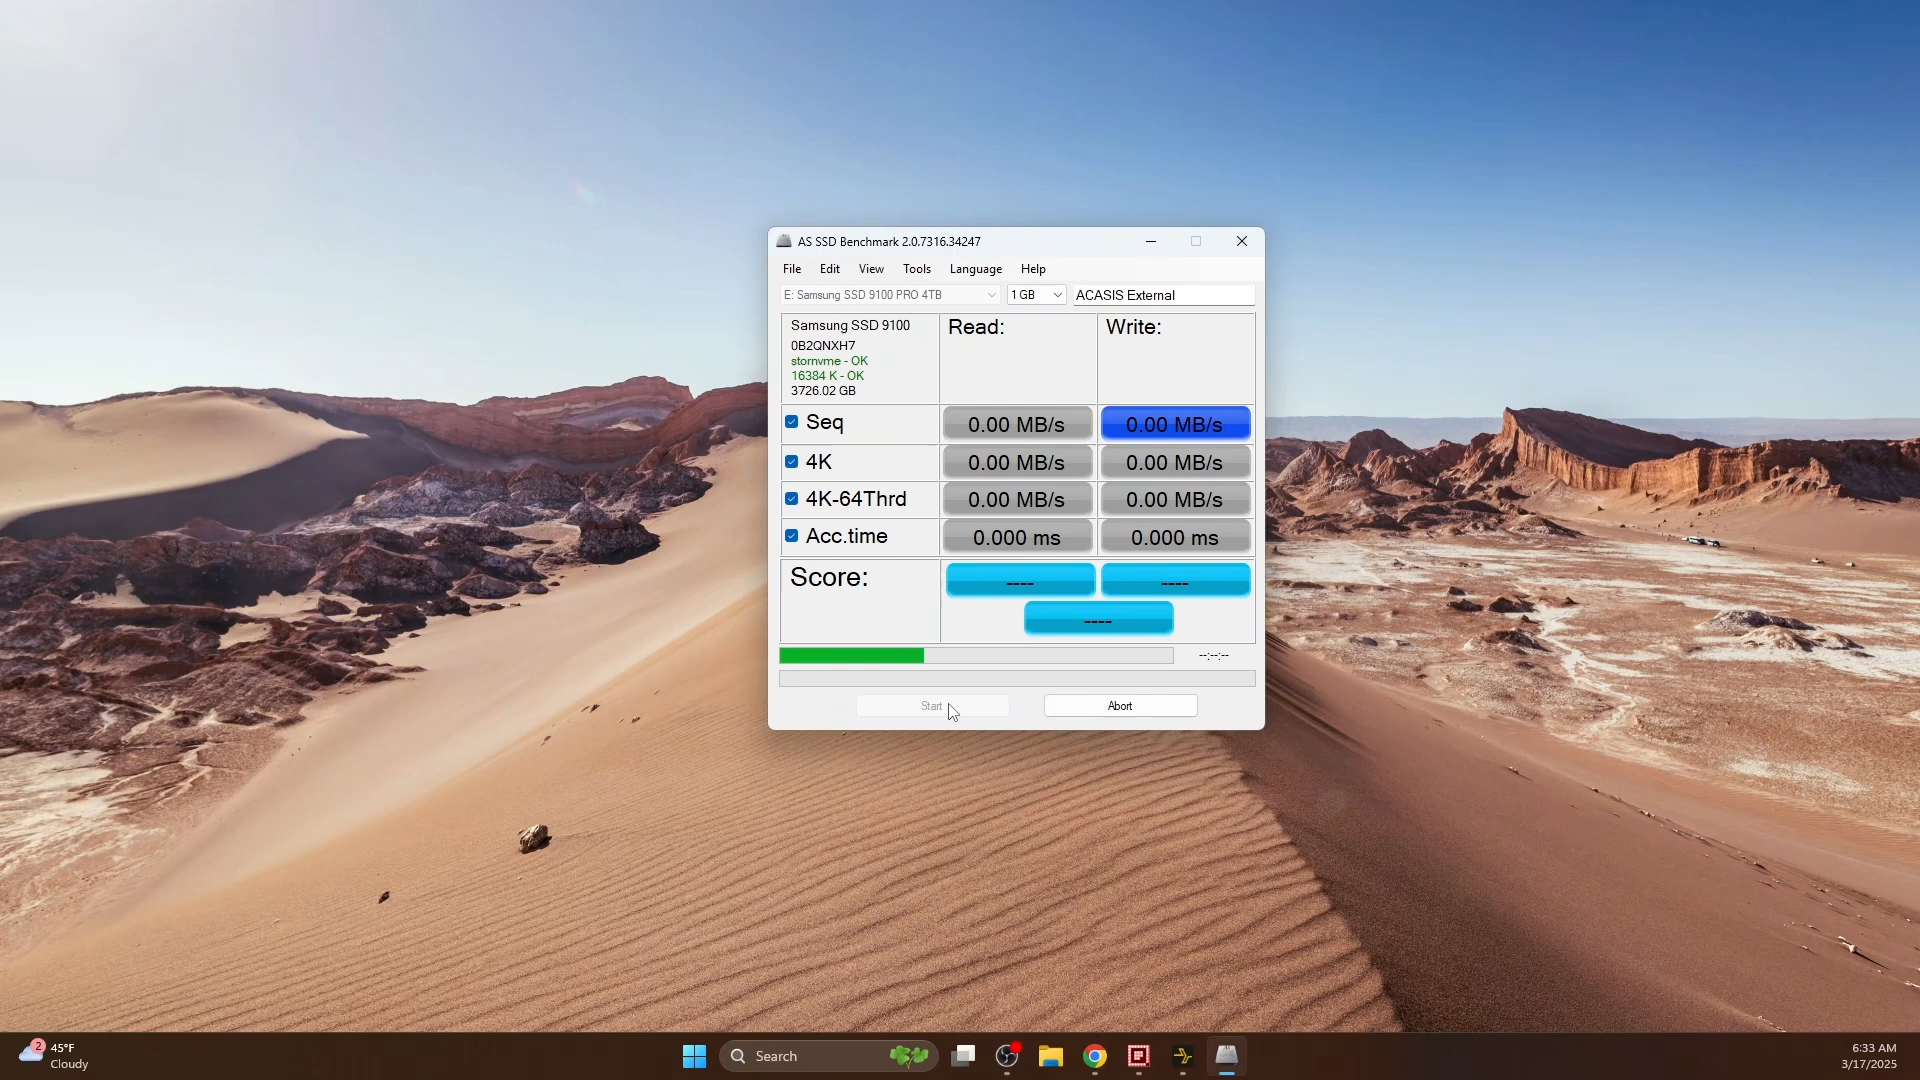 AS SSD Benchmark 2.0.7316.34247
File Edit View Tools Language Help
E: Samsung SSD 9100 PRO 4TB 1 GB ACASIS External
Samsung SSD 9100
0B2QNXH7
stornvme - OK
16384 K - OK
3726.02 GB
Read: Write:
Seq 0.00 MB/s 0.00 MB/s
4K 0.00 MB/s 0.00 MB/s
4K-64Thrd 0.00 MB/s 0.00 MB/s
Acc.time 0.000 ms 0.000 ms
Score: ---- ----
----
--:--:--
Start Abort
2
45°F
Cloudy
Search
6:33 AM
3/17/2025